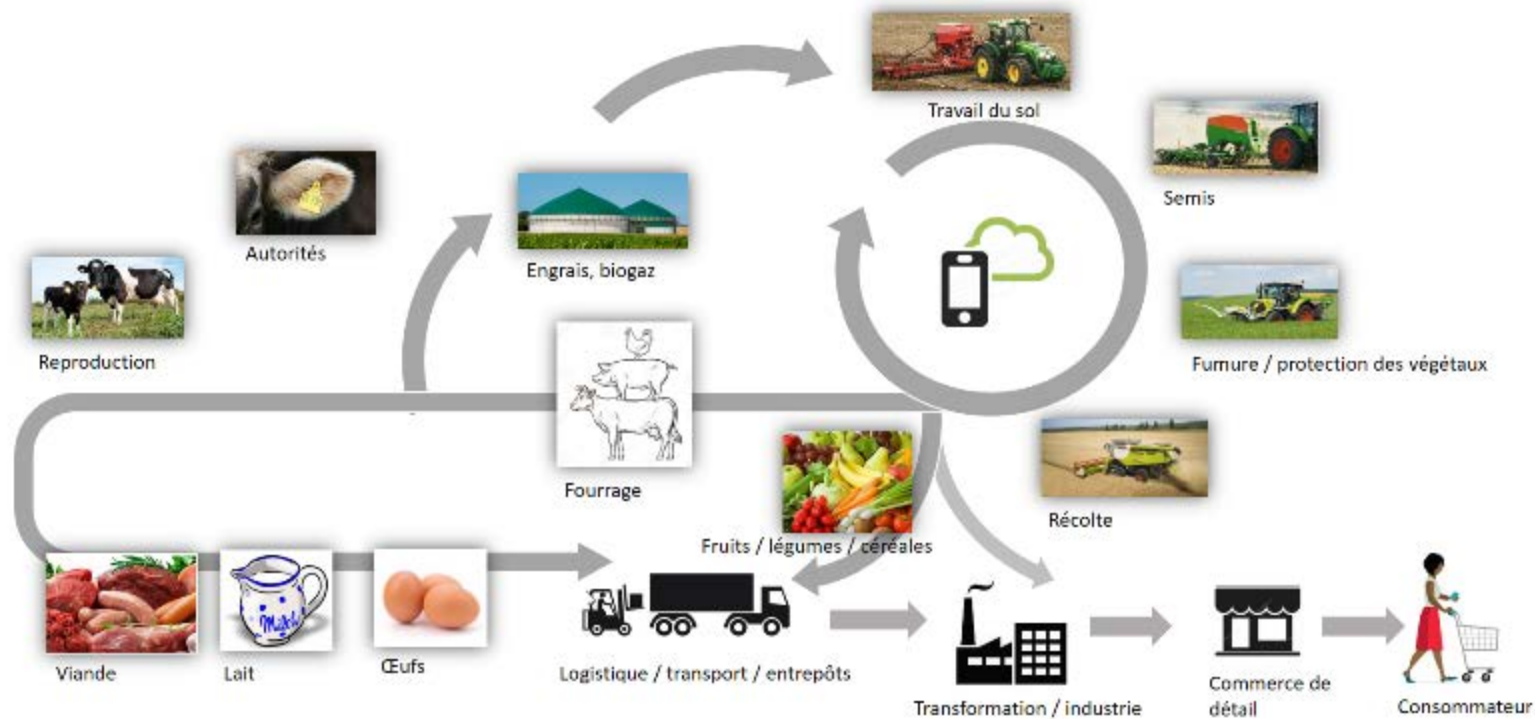 Travail du sol
Semis
Autorités
Engrais, biogaz
Reproduction
Fumure / protection des végétaux
Fourrage
Récolte
Fruits / légumes / céréales
Milch
Viande
Lait
Œufs
Logistique / transport / entrepôts
Transformation / industrie
Commerce de
détail
Consommateur